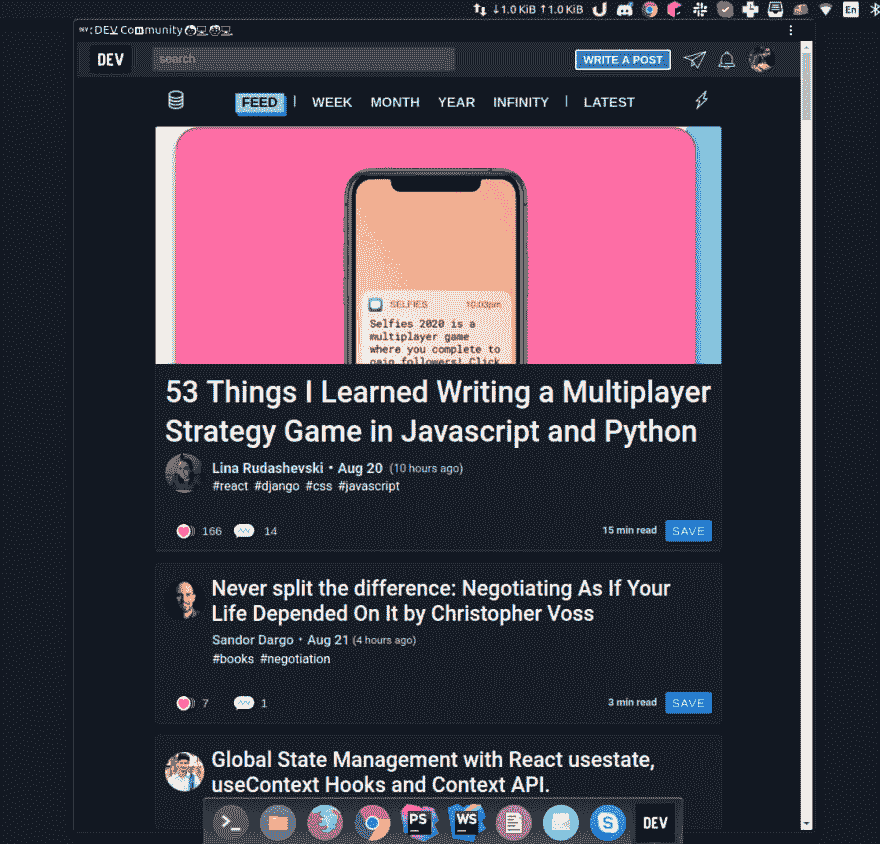 ↓1.0 KiB ↑1.0 KiB
En
DEV: DEV Community
DEV
search
WRITE A POST
FEED | WEEK MONTH YEAR INFINITY | LATEST
SELFIES 10:03pm
Selfies 2020 is a
multiplayer game
where you complete to
gain followers! Click
53 Things I Learned Writing a Multiplayer
Strategy Game in Javascript and Python
Lina Rudashevski • Aug 20 (10 hours ago)
#react #django #css #javascript
166 14 15 min read SAVE
Never split the difference: Negotiating As If Your
Life Depended On It by Christopher Voss
Sandor Dargo • Aug 21 (4 hours ago)
#books #negotiation
7 1 3 min read SAVE
Global State Management with React usestate,
useContext Hooks and Context API.
>_ PS WS S DEV